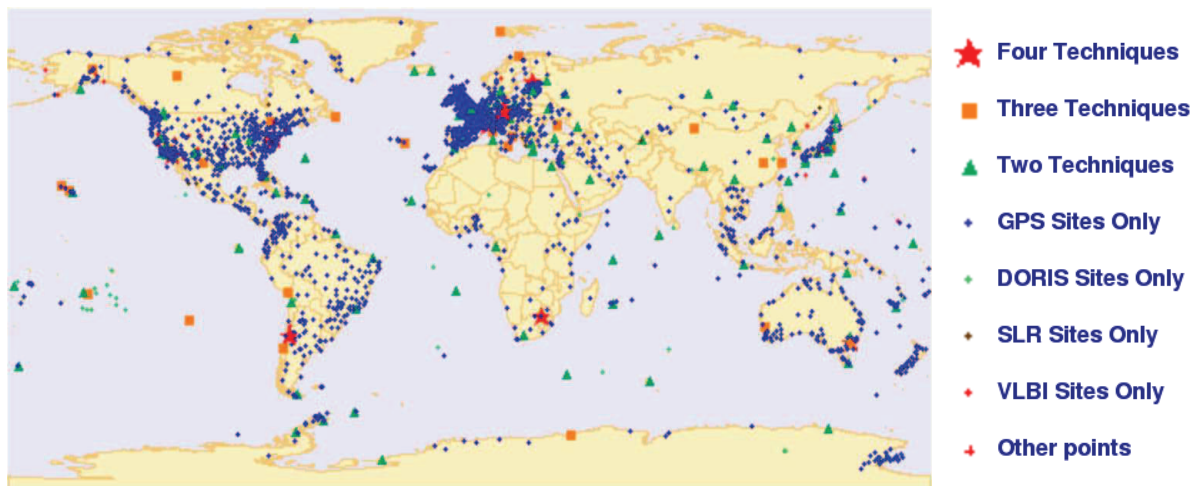 Four Techniques
Three Techniques
Two Techniques
GPS Sites Only
DORIS Sites Only
SLR Sites Only
VLBI Sites Only
Other points